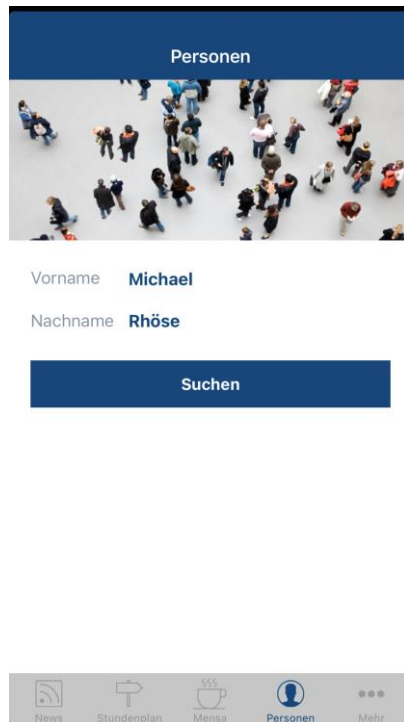 Personen
Vorname Michael
Nachname Rhöse
Suchen
News Stundenplan Mensa Personen Mehr